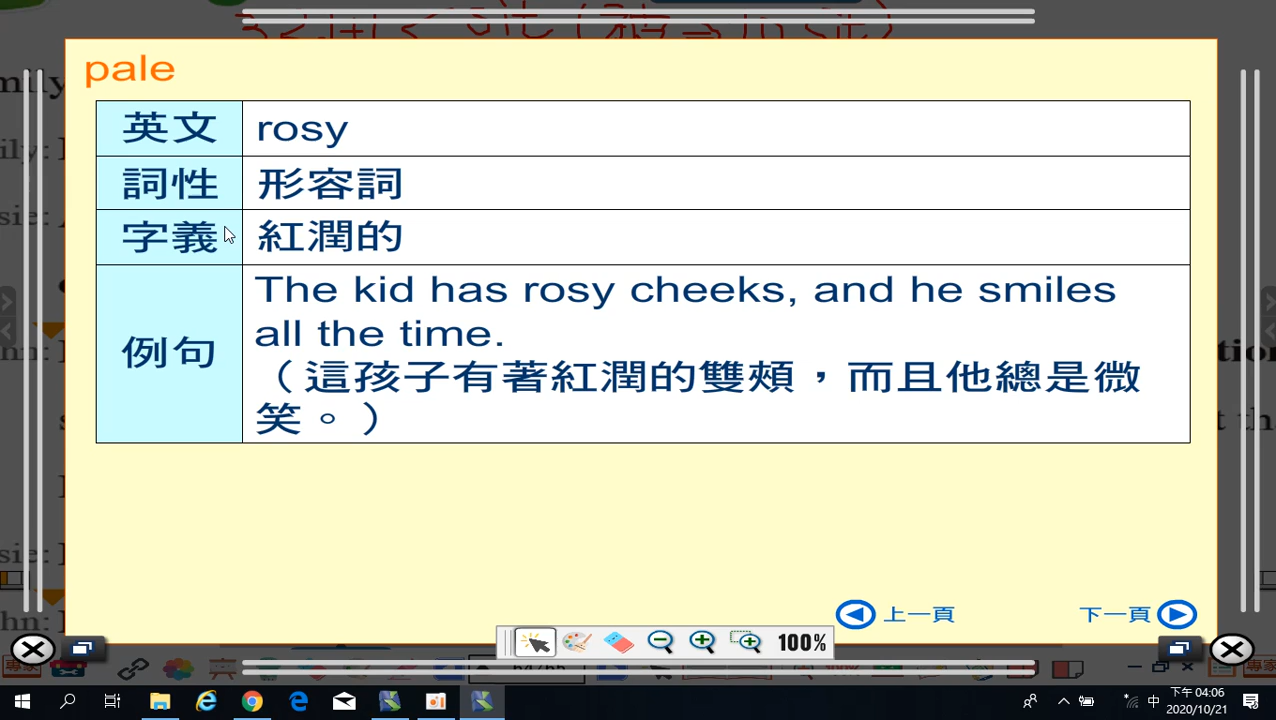 pale
英文 rosy
詞性 形容詞
字義 紅潤的
例句 The kid has rosy cheeks, and he smiles
all the time.
（這孩子有著紅潤的雙頰，而且他總是微
笑。）
上一頁 下一頁
100%
中 下午 04:06
2020/10/21